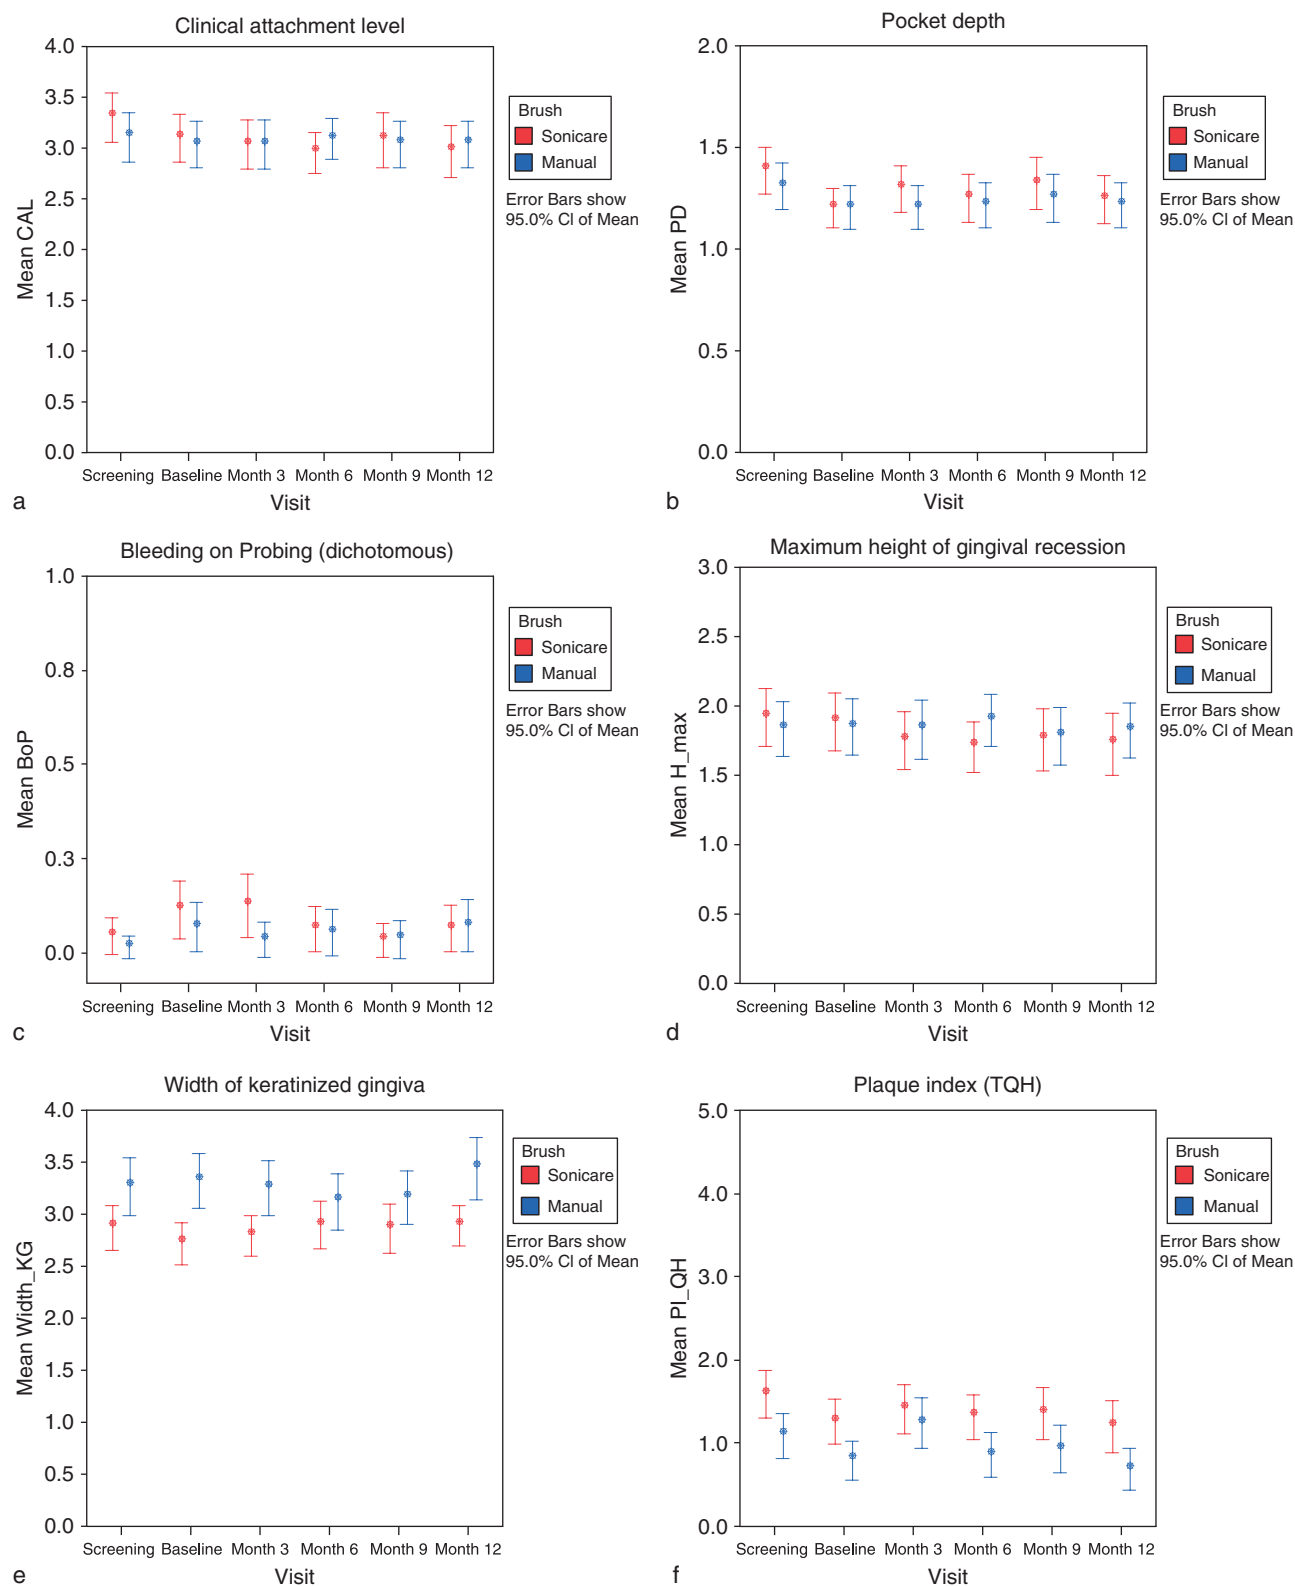 Clinical attachment level
4.0
3.5
3.0
2.5
2.0
1.5
1.0
0.5
0.0
Mean CAL
Screening Baseline Month 3 Month 6 Month 9 Month 12
Visit
a
Brush
Sonicare
Manual
Error Bars show
95.0% Cl of Mean
Pocket depth
2.0
1.5
1.0
0.5
0.0
Mean PD
Screening Baseline Month 3 Month 6 Month 9 Month 12
Visit
b
Brush
Sonicare
Manual
Error Bars show
95.0% Cl of Mean
Bleeding on Probing (dichotomous)
1.0
0.8
0.5
0.3
0.0
Mean BoP
Screening Baseline Month 3 Month 6 Month 9 Month 12
Visit
c
Brush
Sonicare
Manual
Error Bars show
95.0% Cl of Mean
Maximum height of gingival recession
3.0
2.5
2.0
1.5
1.0
0.5
0.0
Mean H_max
Screening Baseline Month 3 Month 6 Month 9 Month 12
Visit
d
Brush
Sonicare
Manual
Error Bars show
95.0% Cl of Mean
Width of keratinized gingiva
4.0
3.5
3.0
2.5
2.0
1.5
1.0
0.5
0.0
Mean Width_KG
Screening Baseline Month 3 Month 6 Month 9 Month 12
Visit
e
Brush
Sonicare
Manual
Error Bars show
95.0% Cl of Mean
Plaque index (TQH)
5.0
4.0
3.0
2.0
1.0
0.0
Mean PI_QH
Screening Baseline Month 3 Month 6 Month 9 Month 12
Visit
f
Brush
Sonicare
Manual
Error Bars show
95.0% Cl of Mean